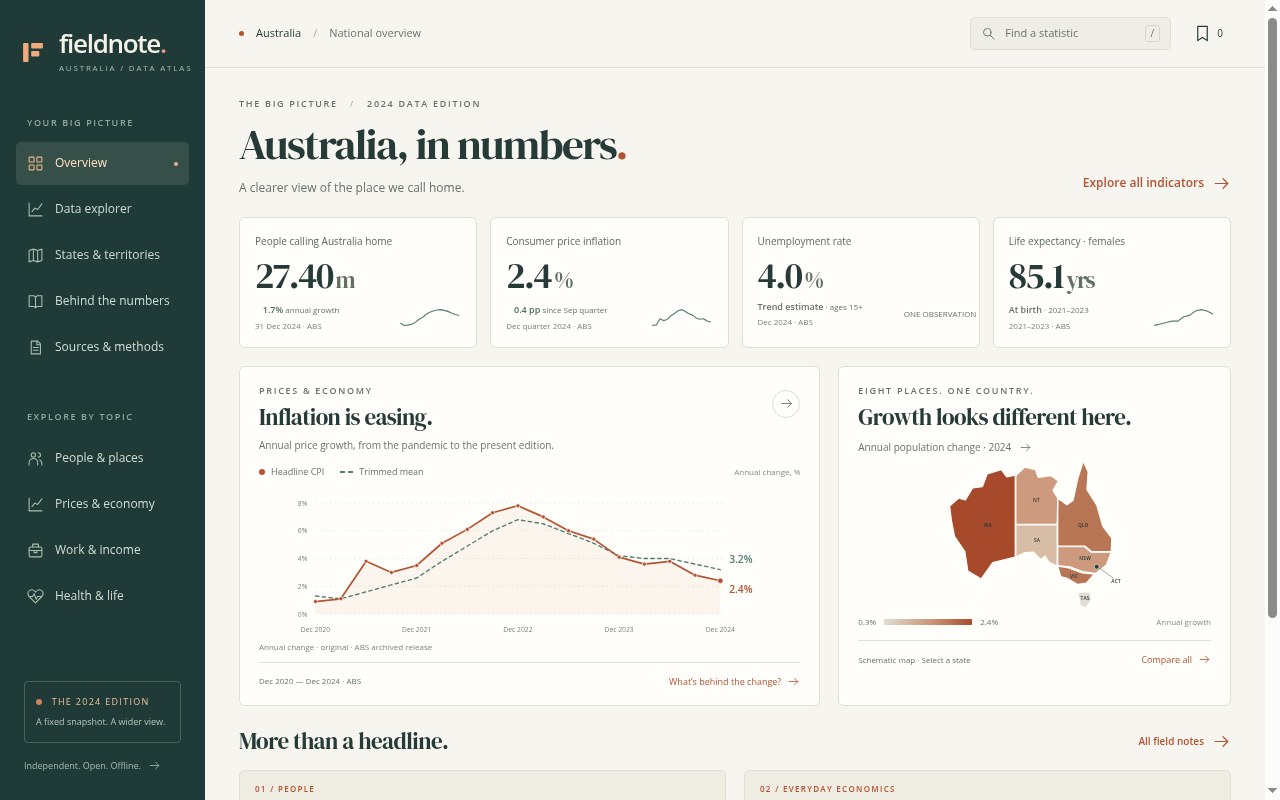 fieldnote.
AUSTRALIA / DATA ATLAS
YOUR BIG PICTURE
Overview
Data explorer
States & territories
Behind the numbers
Sources & methods
EXPLORE BY TOPIC
People & places
Prices & economy
Work & income
Health & life
THE 2024 EDITION
A fixed snapshot. A wider view.
Independent. Open. Offline.
Australia / National overview
Find a statistic /
0
THE BIG PICTURE / 2024 DATA EDITION
Australia, in numbers.
A clearer view of the place we call home.
Explore all indicators
People calling Australia home
27.40m
1.7% annual growth
31 Dec 2024 · ABS
Consumer price inflation
2.4%
0.4 pp since Sep quarter
Dec quarter 2024 · ABS
Unemployment rate
4.0%
Trend estimate · ages 15+
Dec 2024 · ABS
ONE OBSERVATION
Life expectancy · females
85.1yrs
At birth · 2021–2023
2021–2023 · ABS
PRICES & ECONOMY
Inflation is easing.
Annual price growth, from the pandemic to the present edition.
Headline CPI
Trimmed mean
Annual change, %
8%
6%
4%
2%
0%
3.2%
2.4%
Dec 2020
Dec 2021
Dec 2022
Dec 2023
Dec 2024
Annual change · original · ABS archived release
Dec 2020 — Dec 2024 · ABS
What's behind the change?
EIGHT PLACES. ONE COUNTRY.
Growth looks different here.
Annual population change · 2024
WA
NT
QLD
SA
NSW
VIC
ACT
TAS
0.3%
2.4%
Annual growth
Schematic map · Select a state
Compare all
More than a headline.
All field notes
01 / PEOPLE
02 / EVERYDAY ECONOMICS